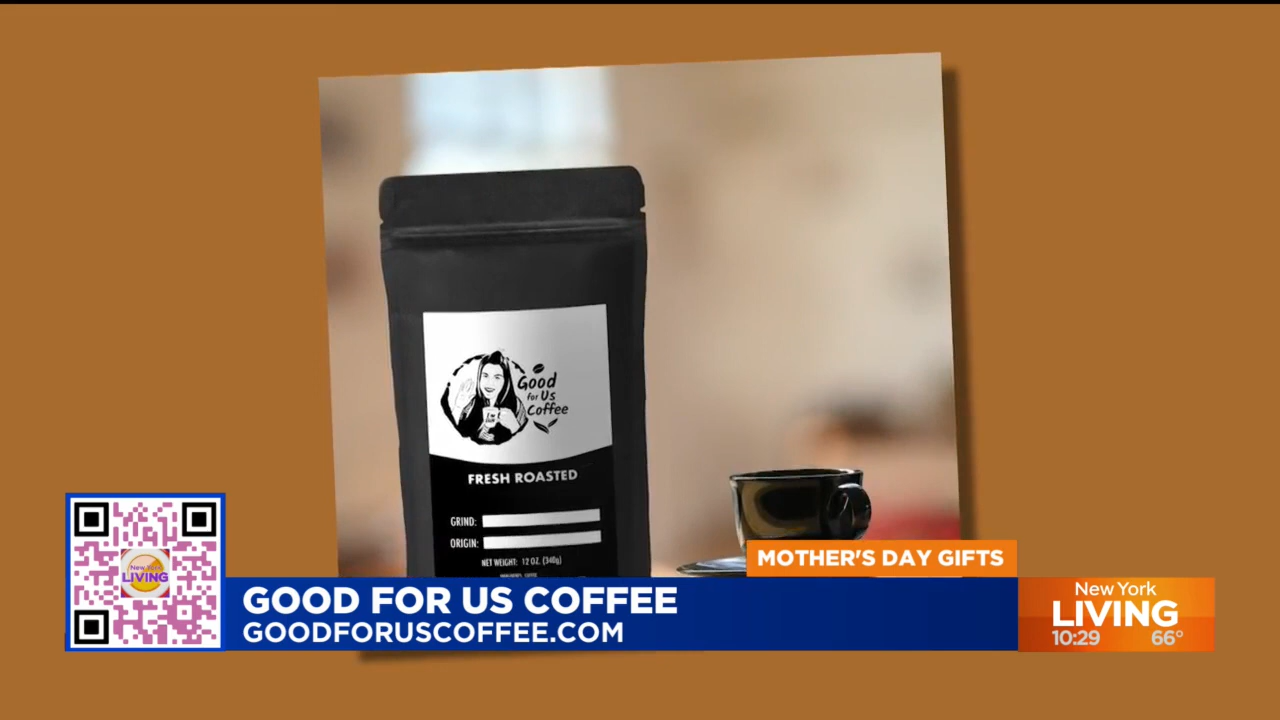 Good
for Us
Coffee
FRESH ROASTED
GRIND:
ORIGIN:
NET WEIGHT: 12 OZ. (340g)
MOTHER'S DAY GIFTS
GOOD FOR US COFFEE
GOODFORUSCOFFEE.COM
New York
LIVING
10:29 66°
New York
LIVING